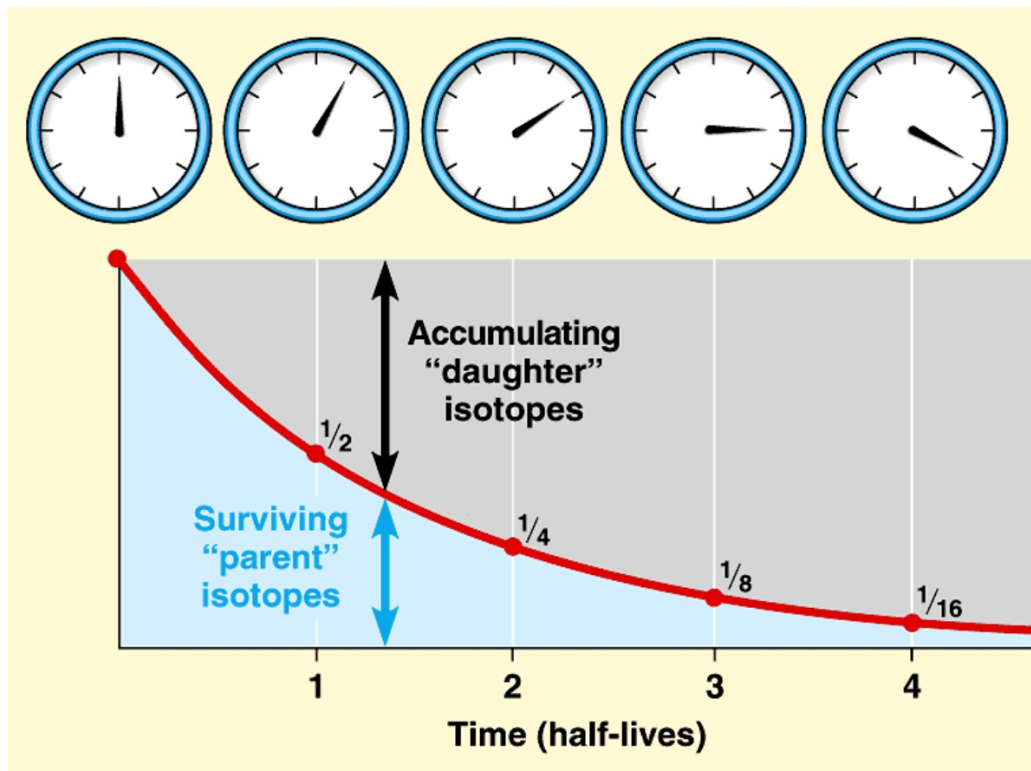 Accumulating
“daughter”
isotopes
1/2
Surviving
“parent”
isotopes
1/4
1/8
1/16
1
2
3
4
Time (half-lives)